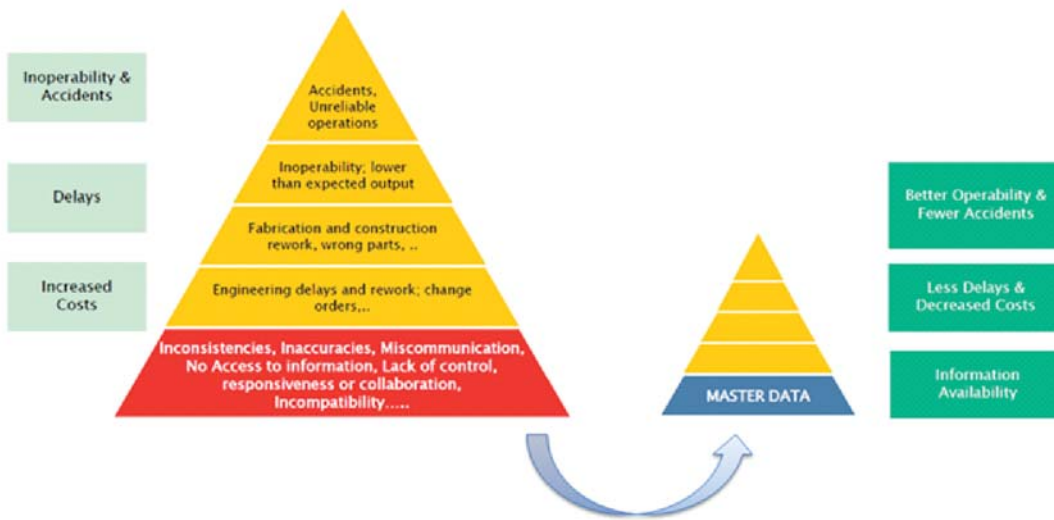 Inoperability &
Accidents
Delays
Increased
Costs
Accidents,
Unreliable
operations
Inoperability; lower
than expected output
Fabrication and construction
rework, wrong parts, ..
Engineering delays and rework; change
orders,..
Inconsistencies, Inaccuracies, Miscommunication,
No Access to information, Lack of control,
responsiveness or collaboration,
Incompatibility.....
MASTER DATA
Better Operability &
Fewer Accidents
Less Delays &
Decreased Costs
Information
Availability